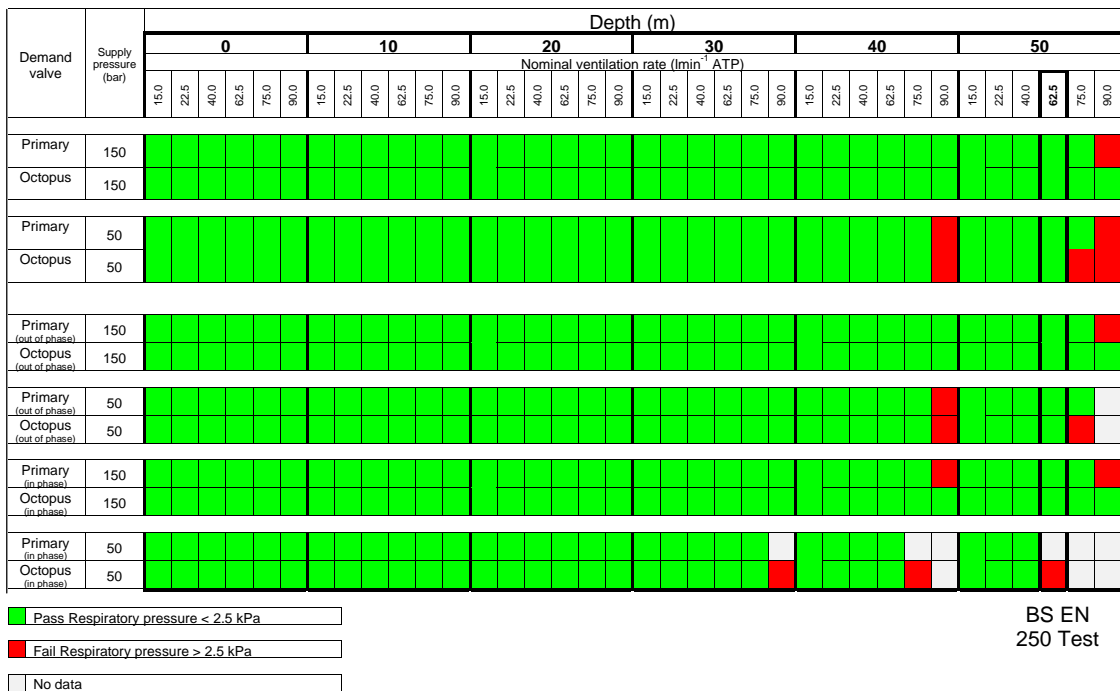 Depth (m)
Demand valve
Supply pressure (bar)
0 10 20 30 40 50
Nominal ventilation rate (lmin-1 ATP)
15.0 22.5 40.0 62.5 75.0 90.0 15.0 22.5 40.0 62.5 75.0 90.0 15.0 22.5 40.0 62.5 75.0 90.0 15.0 22.5 40.0 62.5 75.0 90.0 15.0 22.5 40.0 62.5 75.0 90.0 15.0 22.5 40.0 62.5 75.0 90.0
Primary 150
Octopus 150
Primary 50
Octopus 50
Primary 150
(out of phase)
Octopus 150
(out of phase)
Primary 50
(out of phase)
Octopus 50
(out of phase)
Primary 150
(in phase)
Octopus 150
(in phase)
Primary 50
(in phase)
Octopus 50
(in phase)
Pass Respiratory pressure < 2.5 kPa
Fail Respiratory pressure > 2.5 kPa
No data
BS EN
250 Test